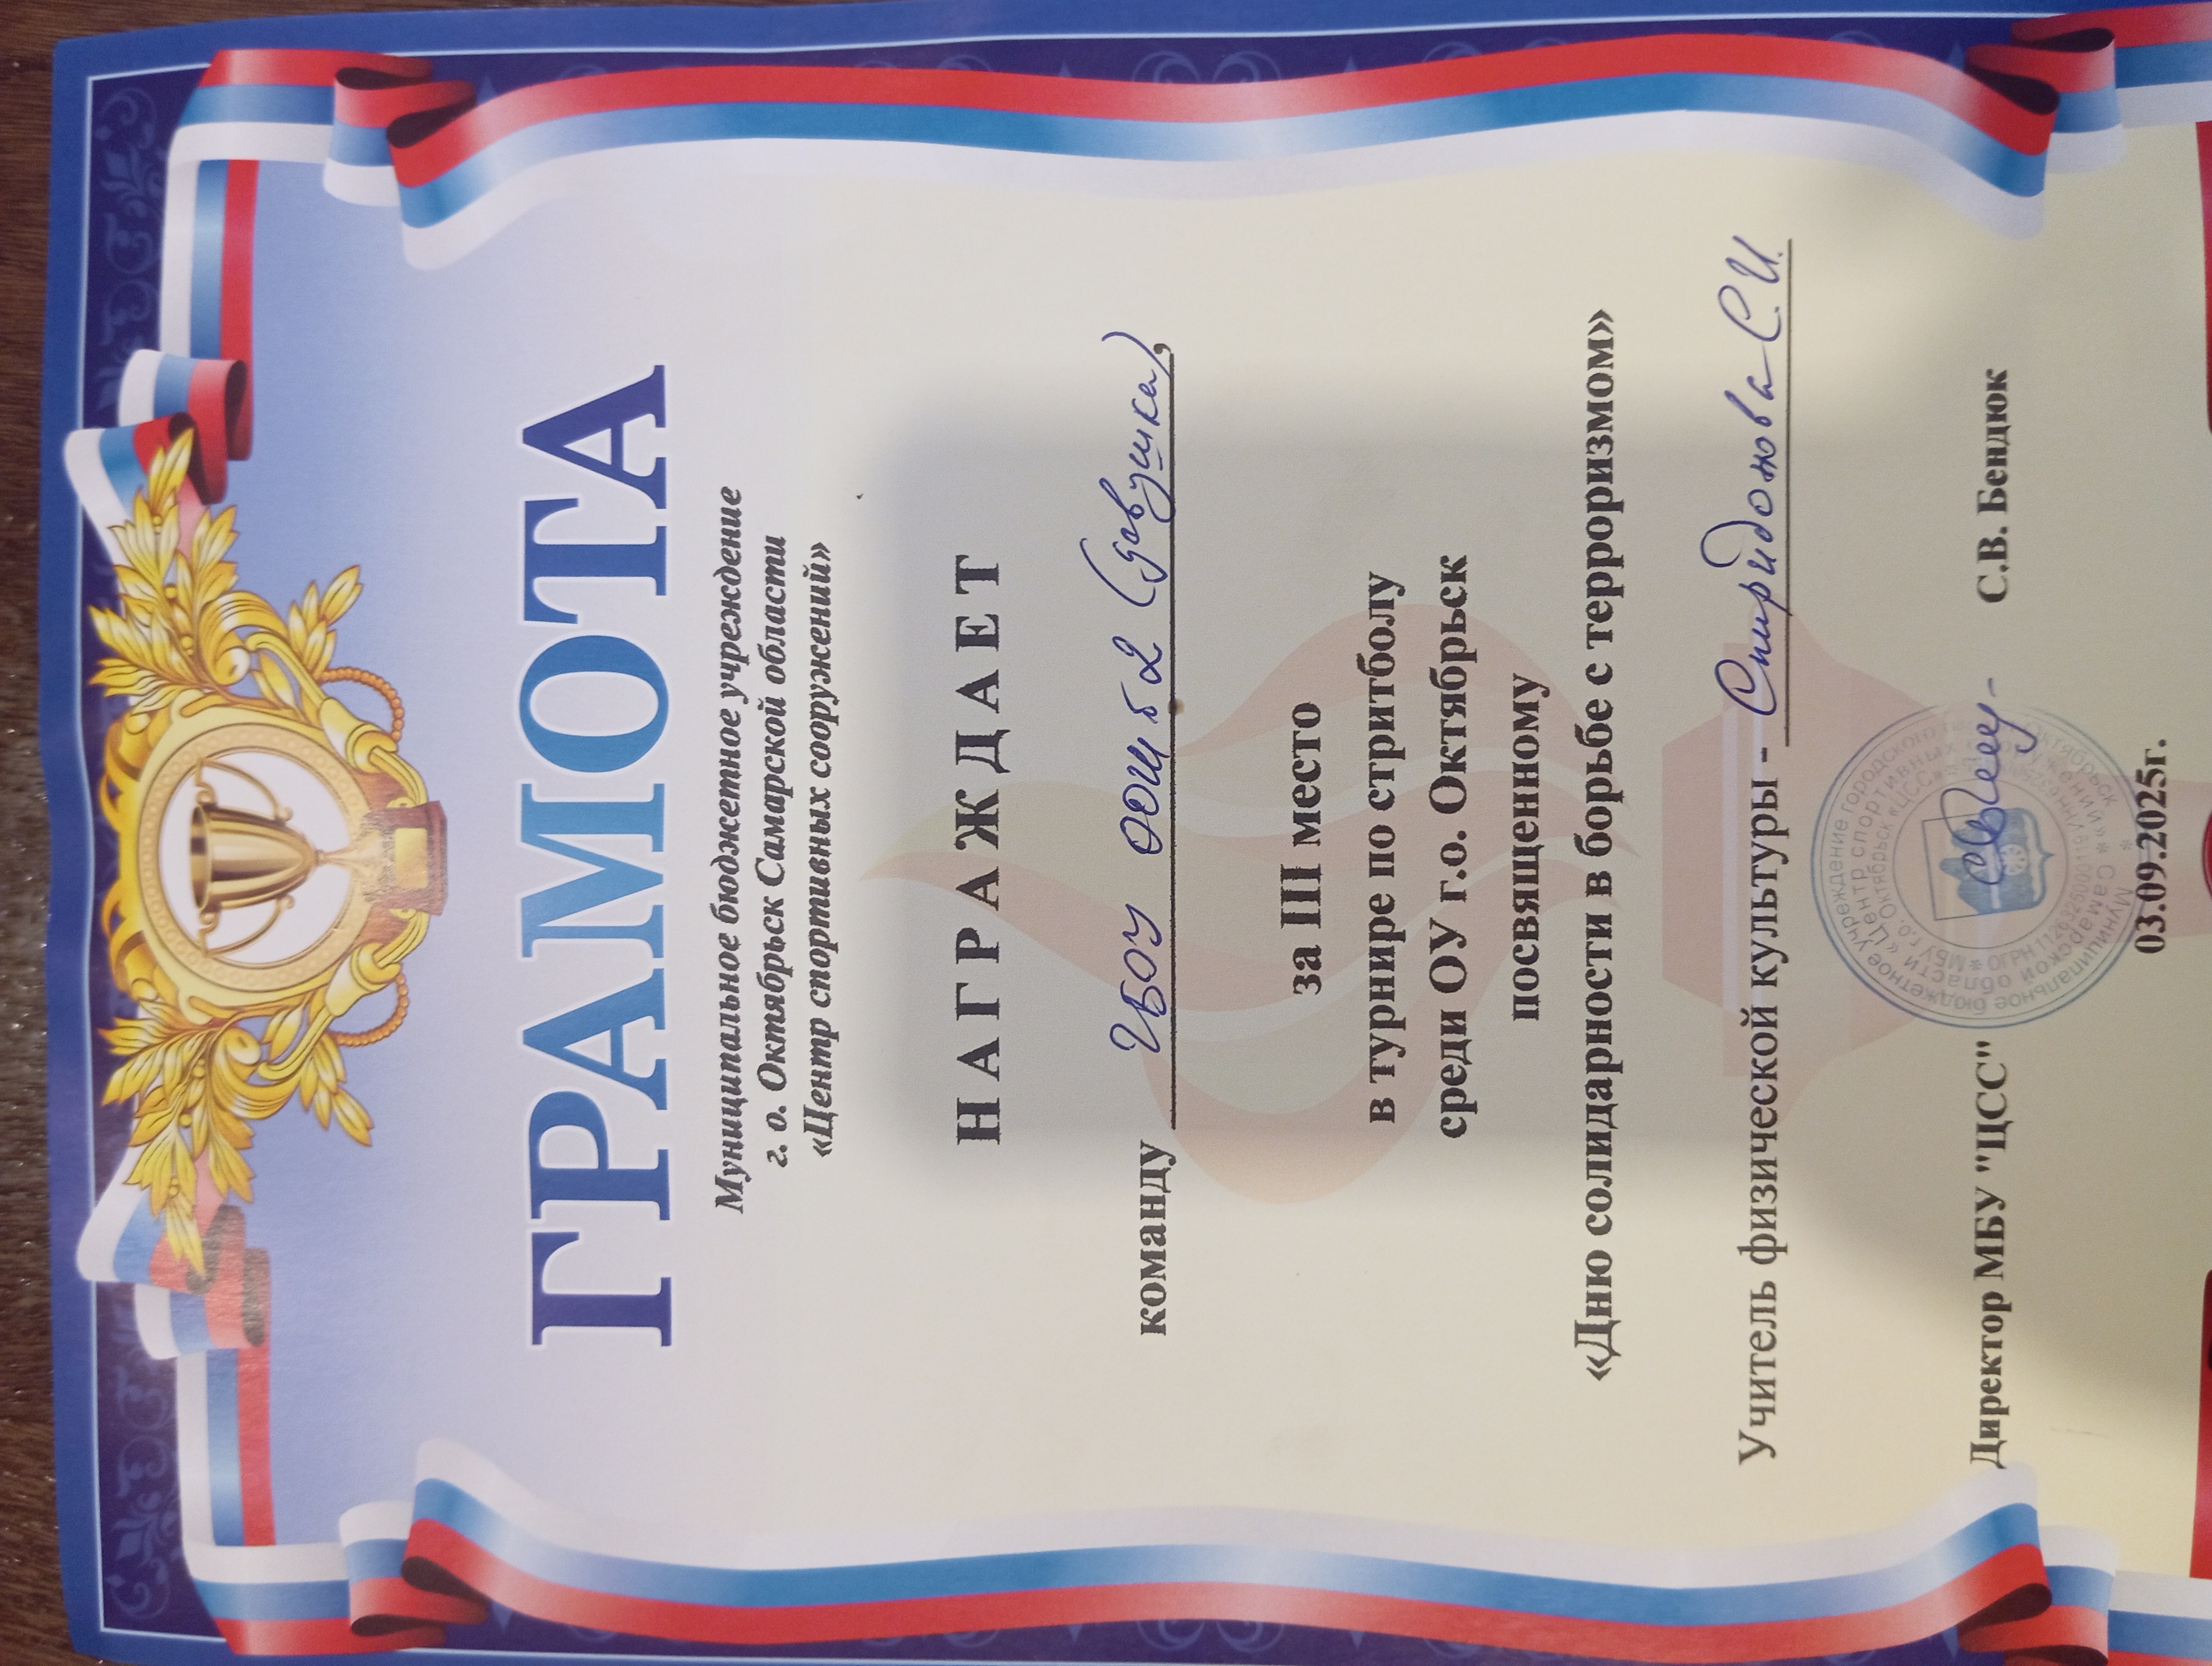 ГРАМОТА
Муниципальное бюджетное учреждение
г. о. Октябрьск Самарской области
«Центр спортивных сооружений»
НАГРАЖДАЕТ
команду ГБОУ ООШ №2 (девушки),
за III место
в турнире по стритболу
среди ОУ г.о. Октябрьск
посвященному
«Дню солидарности в борьбе с терроризмом»
Учитель физической культуры - Спиридонова С.И.
Директор МБУ "ЦСС" С.В. Бендюк
03.09.2025г.